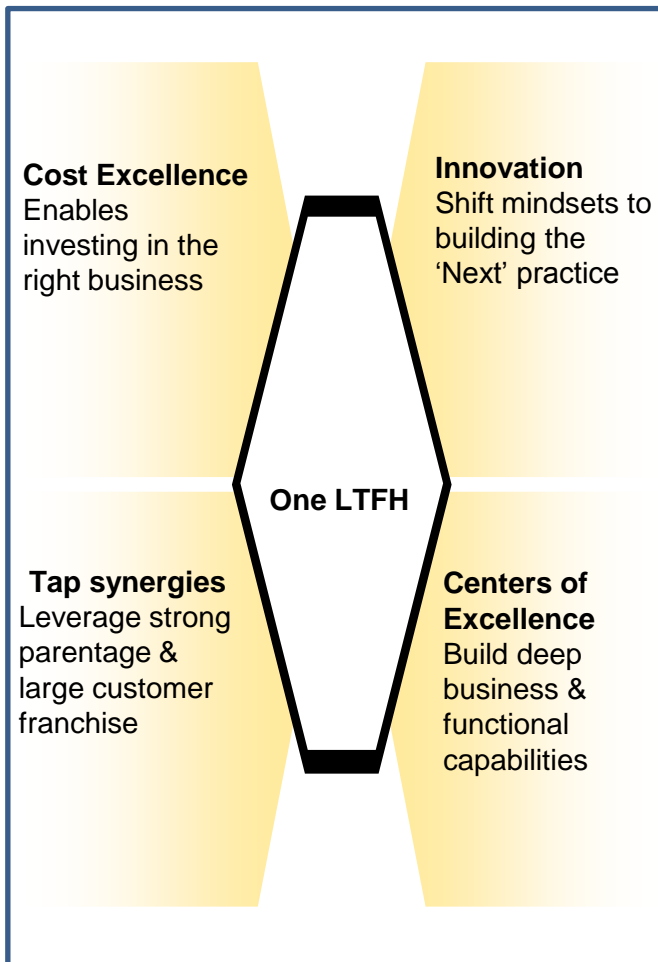 Cost Excellence
Enables
investing in the
right business
Innovation
Shift mindsets to
building the
‘Next’ practice
One LTFH
Tap synergies
Leverage strong
parentage &
large customer
franchise
Centers of
Excellence
Build deep
business &
functional
capabilities